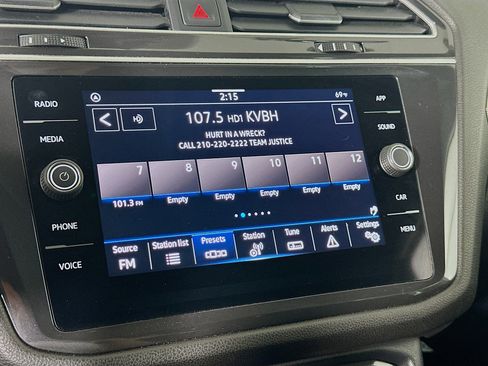 2:15
69°F
RADIO
MEDIA
PHONE
VOICE
APP
SOUND
CAR
MENU
107.5 HD1 KVBH
HURT IN A WRECK?
CALL 210-220-2222 TEAM JUSTICE
7 8 9 10 11 12
101.3 FM Empty Empty Empty Empty Empty
Source Station list Presets Station Tune Alerts Settings
FM